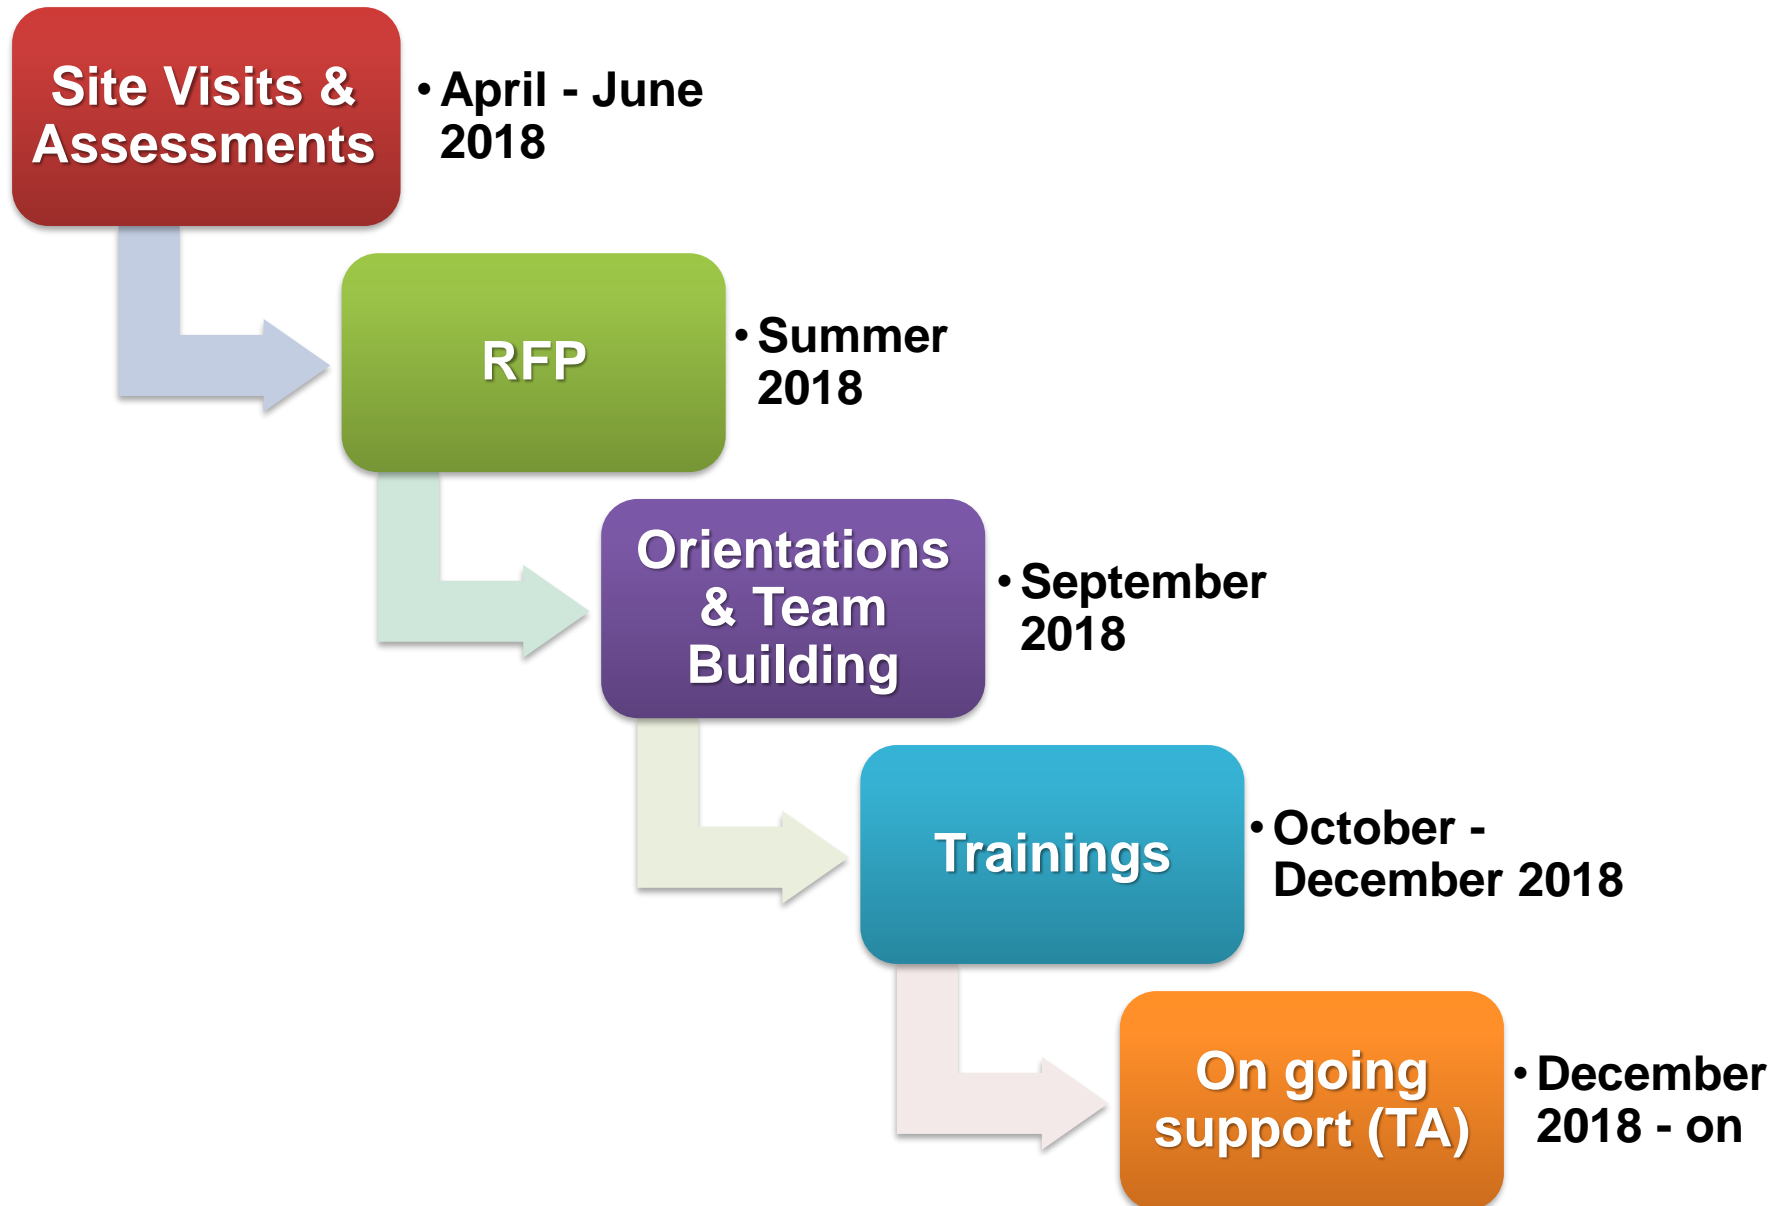 Site Visits &
Assessments
• April - June
2018
RFP
• Summer
2018
Orientations
& Team
Building
• September
2018
Trainings
• October -
December 2018
On going
support (TA)
• December
2018 - on